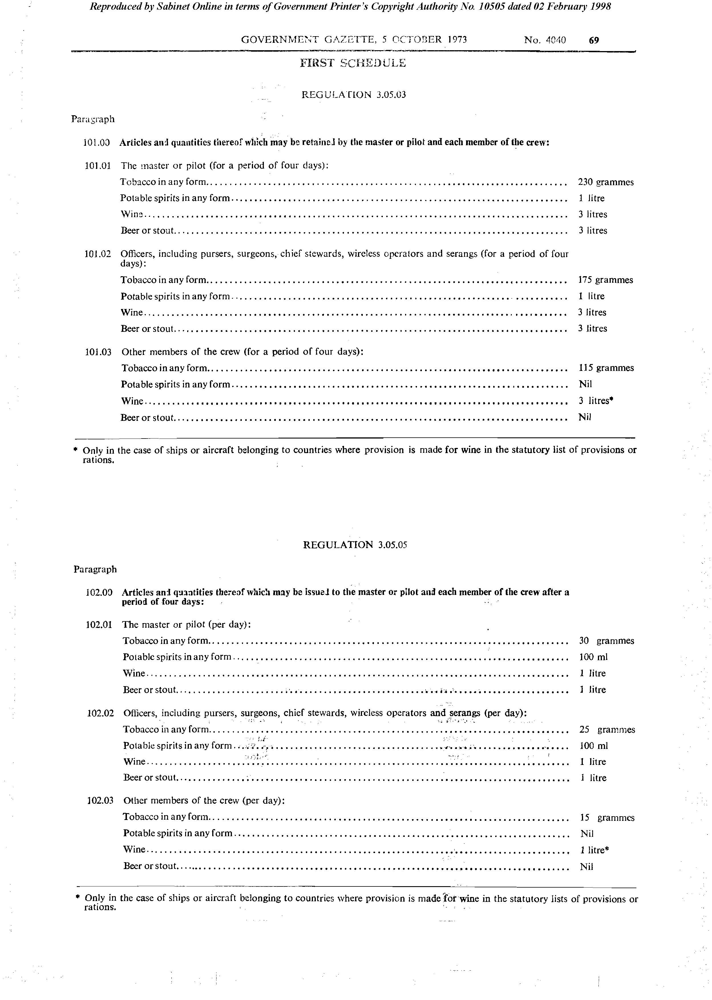 Reproduced by Sabinet Online in terms of Government Printer's Copyright Authority No. 10505 dated 02 February 1998
GOVERNMENT GAZETTE, 5 OCTOBER 1973 No. 4040 69
FIRST SCHEDULE
REGULATION 3.05.03
Paragraph
101.00 Articles and quantities thereof which may be retained by the master or pilot and each member of the crew:
101.01 The master or pilot (for a period of four days):
Tobacco in any form.......... 230 grammes
Potable spirits in any form.......... 1 litre
Wine.......... 3 litres
Beer or stout.......... 3 litres
101.02 Officers, including pursers, surgeons, chief stewards, wireless operators and serangs (for a period of four
days):
Tobacco in any form.......... 175 grammes
Potable spirits in any form.......... 1 litre
Wine.......... 3 litres
Beer or stout.......... 3 litres
101.03 Other members of the crew (for a period of four days):
Tobacco in any form.......... 115 grammes
Potable spirits in any form.......... Nil
Wine.......... 3 litres*
Beer or stout.......... Nil
* Only in the case of ships or aircraft belonging to countries where provision is made for wine in the statutory list of provisions or
rations.
REGULATION 3.05.05
Paragraph
102.00 Articles and quantities thereof which may be issued to the master or pilot and each member of the crew after a
period of four days:
102.01 The master or pilot (per day):
Tobacco in any form.......... 30 grammes
Potable spirits in any form.......... 100 ml
Wine.......... 1 litre
Beer or stout.......... 1 litre
102.02 Officers, including pursers, surgeons, chief stewards, wireless operators and serangs (per day):
Tobacco in any form.......... 25 grammes
Potable spirits in any form.......... 100 ml
Wine.......... 1 litre
Beer or stout.......... 1 litre
102.03 Other members of the crew (per day):
Tobacco in any form.......... 15 grammes
Potable spirits in any form.......... Nil
Wine.......... 1 litre*
Beer or stout.......... Nil
* Only in the case of ships or aircraft belonging to countries where provision is made for wine in the statutory lists of provisions or
rations.